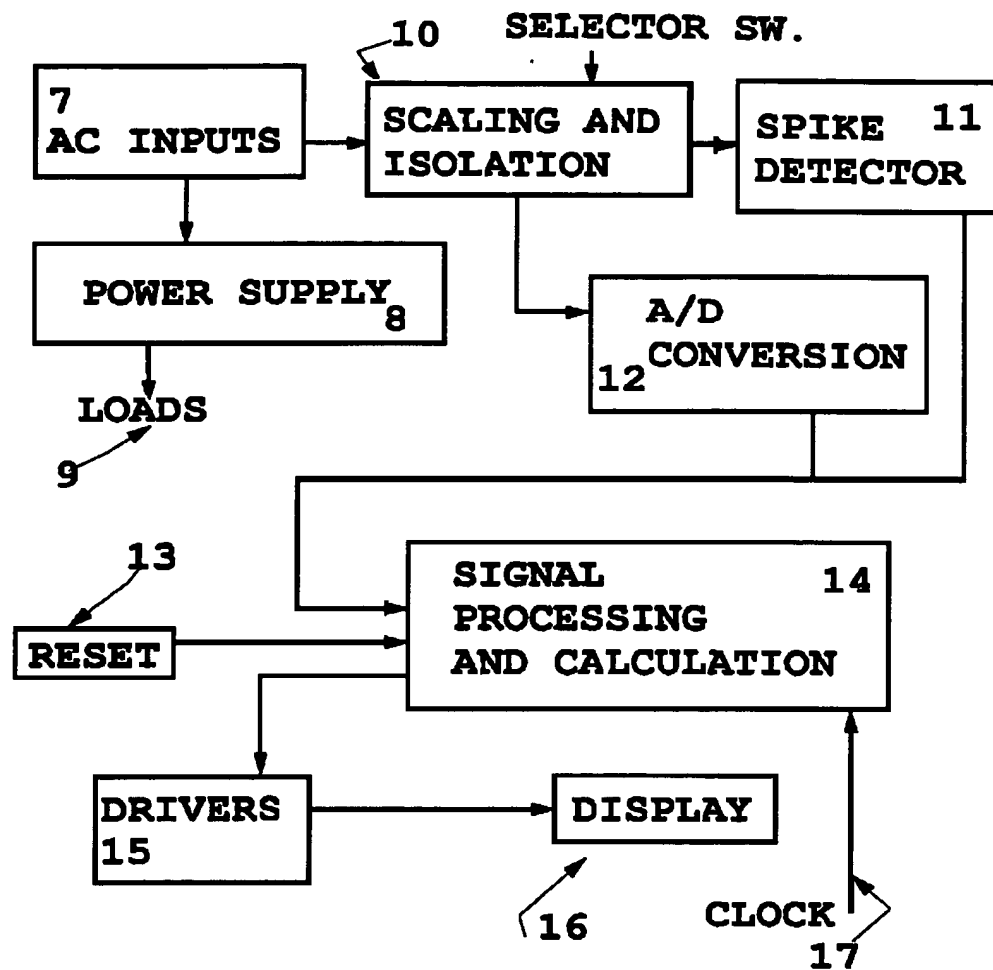 10
SELECTOR SW.
7
AC INPUTS
SCALING AND
ISOLATION
SPIKE 11
DETECTOR
POWER SUPPLY
8
A/D
CONVERSION
12
LOADS
9
13
SIGNAL 14
PROCESSING
AND CALCULATION
RESET
DRIVERS
15
DISPLAY
16
CLOCK
17